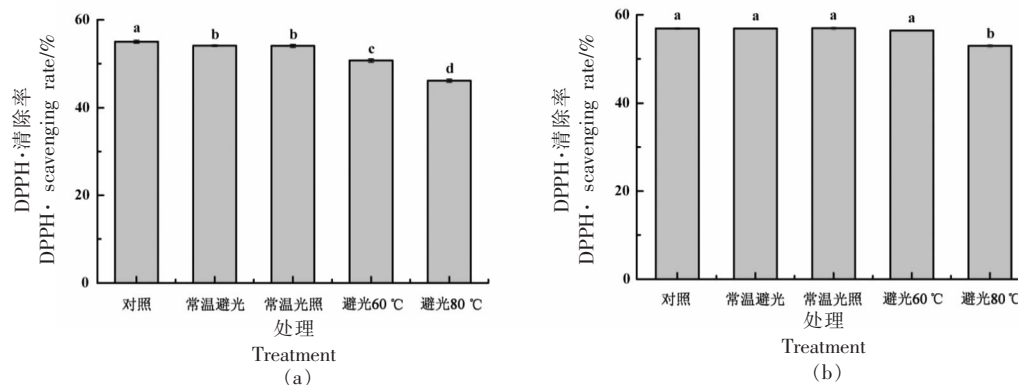 DPPH·清除率
DPPH· scavenging rate/%
60
40
20
0
a
b
b
c
d
对照
常温避光
常温光照
避光60 ℃
避光80 ℃
处理
Treatment
(a)
DPPH·清除率
DPPH· scavenging rate/%
60
40
20
0
a
a
a
a
b
对照
常温避光
常温光照
避光60 ℃
避光80 ℃
处理
Treatment
(b)